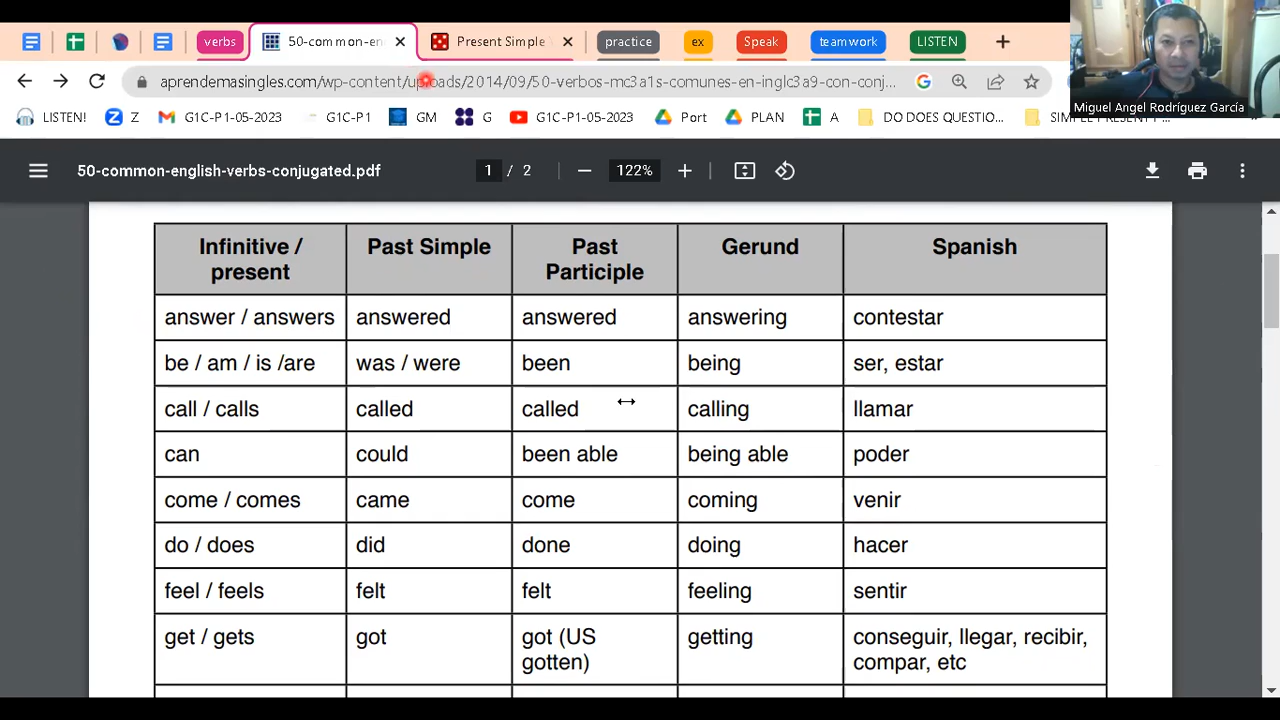 verbs
50-common-en
Present Simple
practice
ex
Speak
teamwork
LISTEN
aprendemasingles.com/wp-content/uploads/2014/09/50-verbos-mc3a1s-comunes-en-inglc3a9-con-conj...
Miguel Angel Rodríguez García
LISTEN!
Z
G1C-P1-05-2023
G1C-P1
GM
G
G1C-P1-05-2023
Port
PLAN
A
DO DOES QUESTIO...
50-common-english-verbs-conjugated.pdf
1 / 2
122%
Infinitive / present
Past Simple
Past Participle
Gerund
Spanish
answer / answers
answered
answered
answering
contestar
be / am / is /are
was / were
been
being
ser, estar
call / calls
called
called
calling
llamar
can
could
been able
being able
poder
come / comes
came
come
coming
venir
do / does
did
done
doing
hacer
feel / feels
felt
felt
feeling
sentir
get / gets
got
got (US gotten)
getting
conseguir, llegar, recibir,
compar, etc